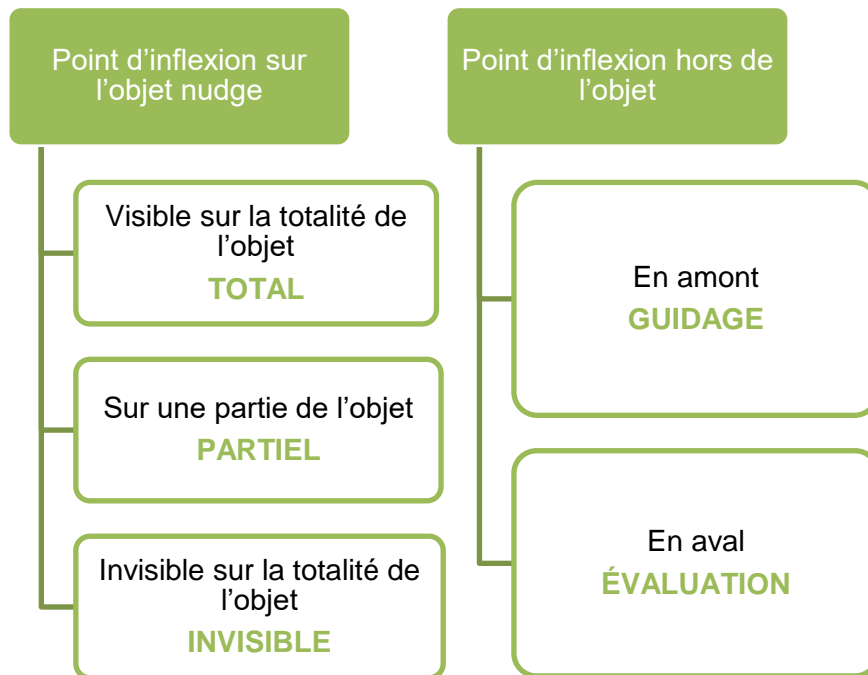 Point d’inflexion sur
l’objet nudge
Visible sur la totalité de
l’objet
TOTAL
Sur une partie de l’objet
PARTIEL
Invisible sur la totalité de
l’objet
INVISIBLE
Point d’inflexion hors de
l’objet
En amont
GUIDAGE
En aval
ÉVALUATION